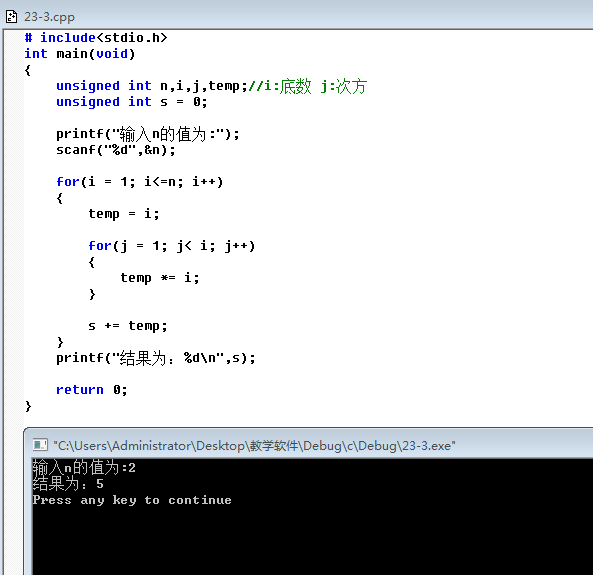 23-3.cpp
# include<stdio.h>
int main(void)
{
    unsigned int n,i,j,temp;//i:底数 j:次方
    unsigned int s = 0;
    printf("输入n的值为:");
    scanf("%d",&n);
    for(i = 1; i<=n; i++)
    {
        temp = i;
        for(j = 1; j< i; j++)
        {
            temp *= i;
        }
        s += temp;
    }
    printf("结果为：%d\n",s);
    return 0;
}
"C:\Users\Administrator\Desktop\教学软件\Debug\c\Debug\23-3.exe"
输入n的值为:2
结果为：5
Press any key to continue